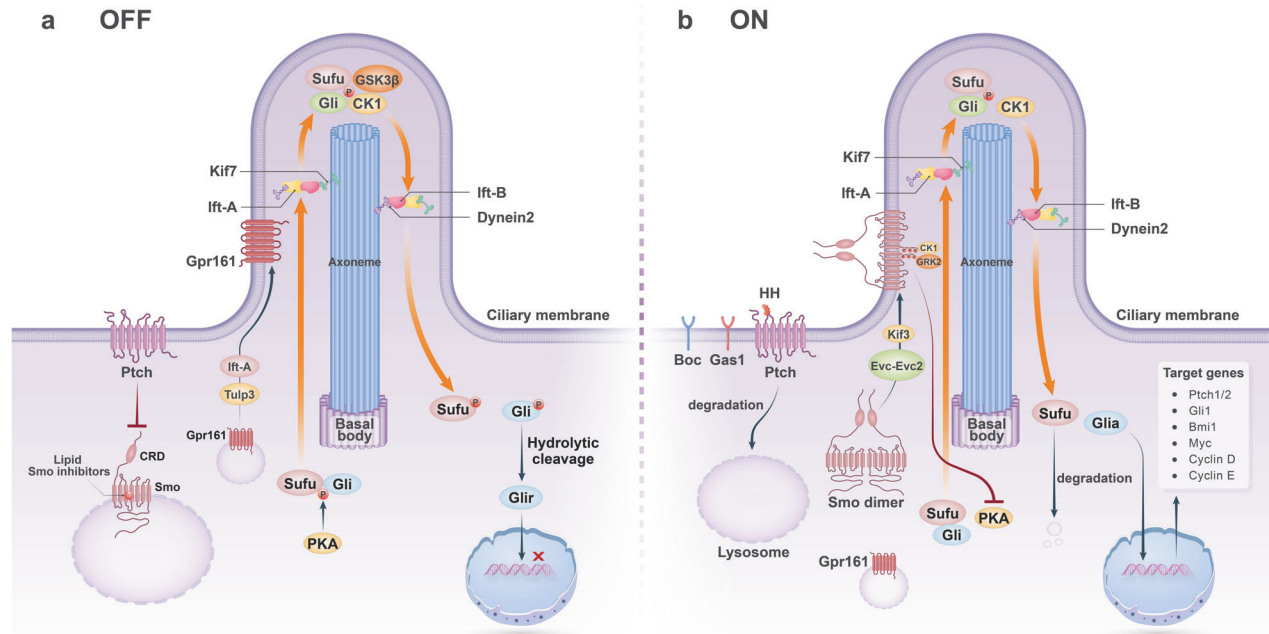 a OFF
Sufu
GSK3β
P
Gli
CK1
Kif7
Ift-A
Ift-B
Dynein2
Gpr161
Axoneme
Ciliary membrane
Ptch
Ift-A
Tulp3
Gpr161
CRD
Lipid
Smo inhibitors
Smo
Basal
body
Sufu
P
Gli
P
Hydrolytic
cleavage
Sufu
Gli
P
Glir
PKA
X
b ON
Sufu
P
Gli
CK1
Kif7
Ift-A
Ift-B
Dynein2
CK1
GRK2
Axoneme
HH
Ciliary membrane
Boc
Gas1
Ptch
Kif3
Evc-Evc2
degradation
Lysosome
Smo dimer
Basal
body
Sufu
Gli
PKA
Gpr161
Sufu
Glia
degradation
Target genes
• Ptch1/2
• Gli1
• Bmi1
• Myc
• Cyclin D
• Cyclin E